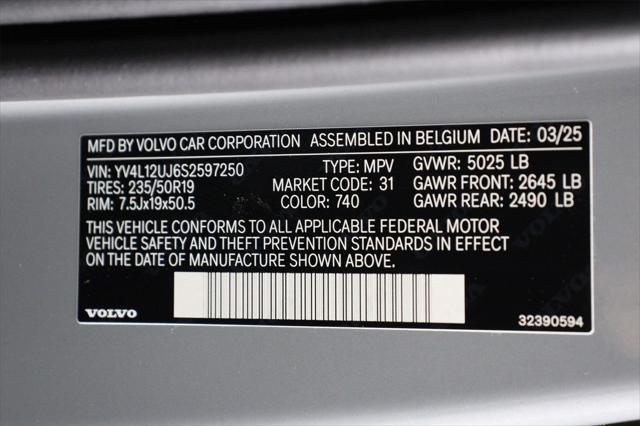 MFD BY VOLVO CAR CORPORATION ASSEMBLED IN BELGIUM DATE: 03/25
VIN: YV4L12UJ6S2597250 TYPE: MPV GVWR: 5025 LB
TIRES: 235/50R19 MARKET CODE: 31 GAWR FRONT: 2645 LB
RIM: 7.5Jx19x50.5 COLOR: 740 GAWR REAR: 2490 LB
THIS VEHICLE CONFORMS TO ALL APPLICABLE FEDERAL MOTOR
VEHICLE SAFETY AND THEFT PREVENTION STANDARDS IN EFFECT
ON THE DATE OF MANUFACTURE SHOWN ABOVE.
VOLVO 32390594